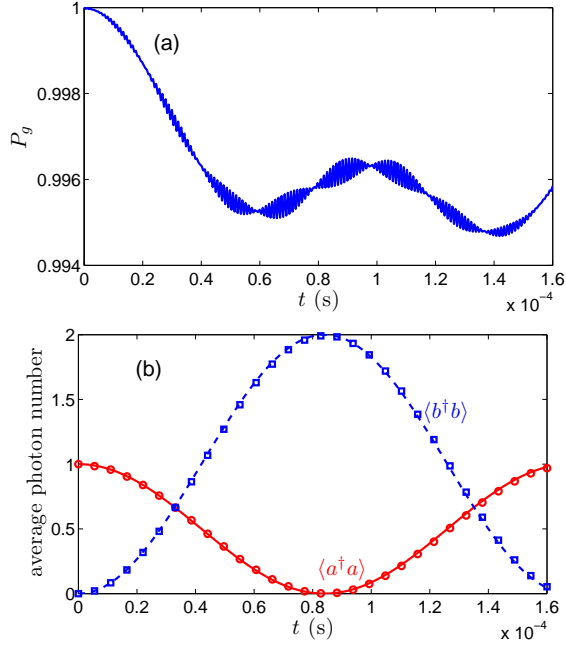 (a)
1
0.998
0.996
0.994
P_g
0 0.2 0.4 0.6 0.8 1 1.2 1.4 1.6
t (s)
x 10^-4
(b)
2
1.5
1
0.5
0
average photon number
⟨b†b⟩
⟨a†a⟩
0 0.2 0.4 0.6 0.8 1 1.2 1.4 1.6
t (s)
x 10^-4